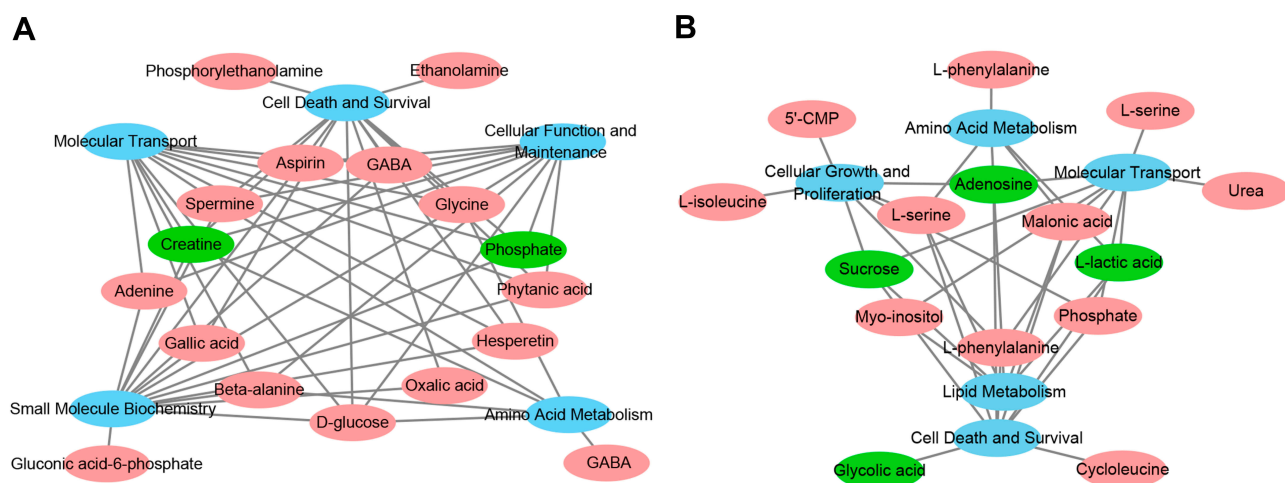 A
Phosphorylethanolamine
Ethanolamine
Cell Death and Survival
Molecular Transport
Cellular Function and
Maintenance
Aspirin
GABA
Spermine
Glycine
Creatine
Phosphate
Adenine
Phytanic acid
Gallic acid
Hesperetin
Beta-alanine
Oxalic acid
Small Molecule Biochemistry
D-glucose
Amino Acid Metabolism
Gluconic acid-6-phosphate
GABA
B
L-phenylalanine
5'-CMP
L-serine
Amino Acid Metabolism
Cellular Growth and
Proliferation
Adenosine
Molecular Transport
L-isoleucine
Urea
L-serine
Malonic acid
Sucrose
L-lactic acid
Myo-inositol
Phosphate
L-phenylalanine
Lipid Metabolism
Cell Death and Survival
Glycolic acid
Cycloleucine